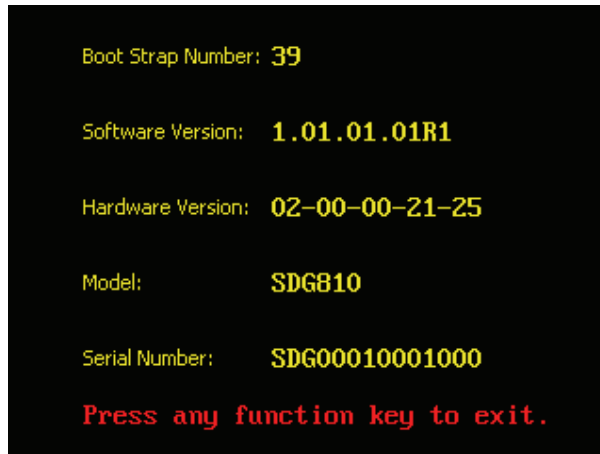 Boot Strap Number: 39
Software Version: 1.01.01.01R1
Hardware Version: 02-00-00-21-25
Model: SDG810
Serial Number: SDG00010001000
Press any function key to exit.